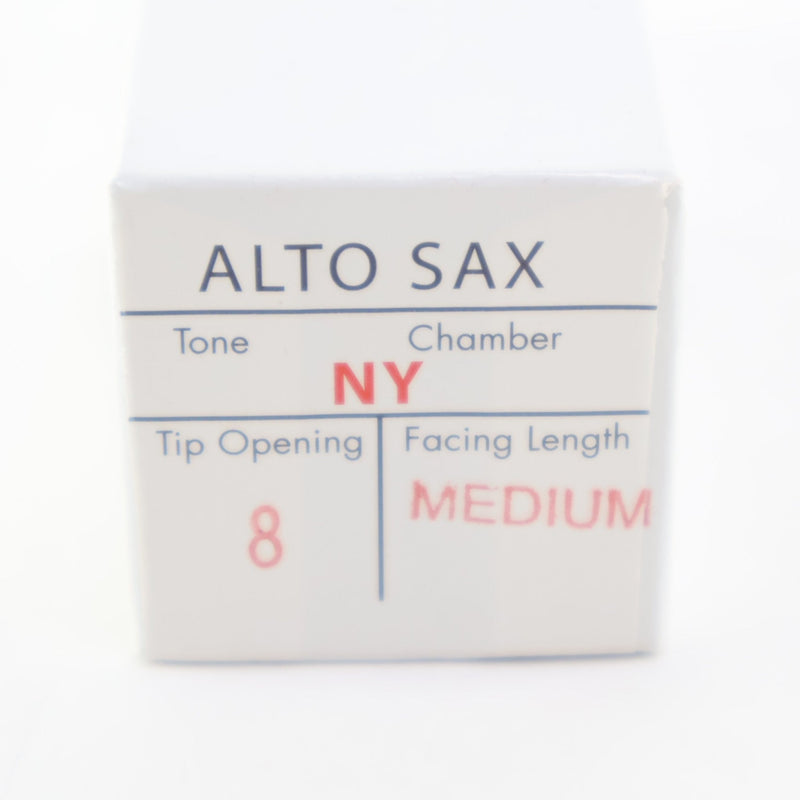 ALTO SAX
Tone Chamber
NY
Tip Opening Facing Length
8 MEDIUM